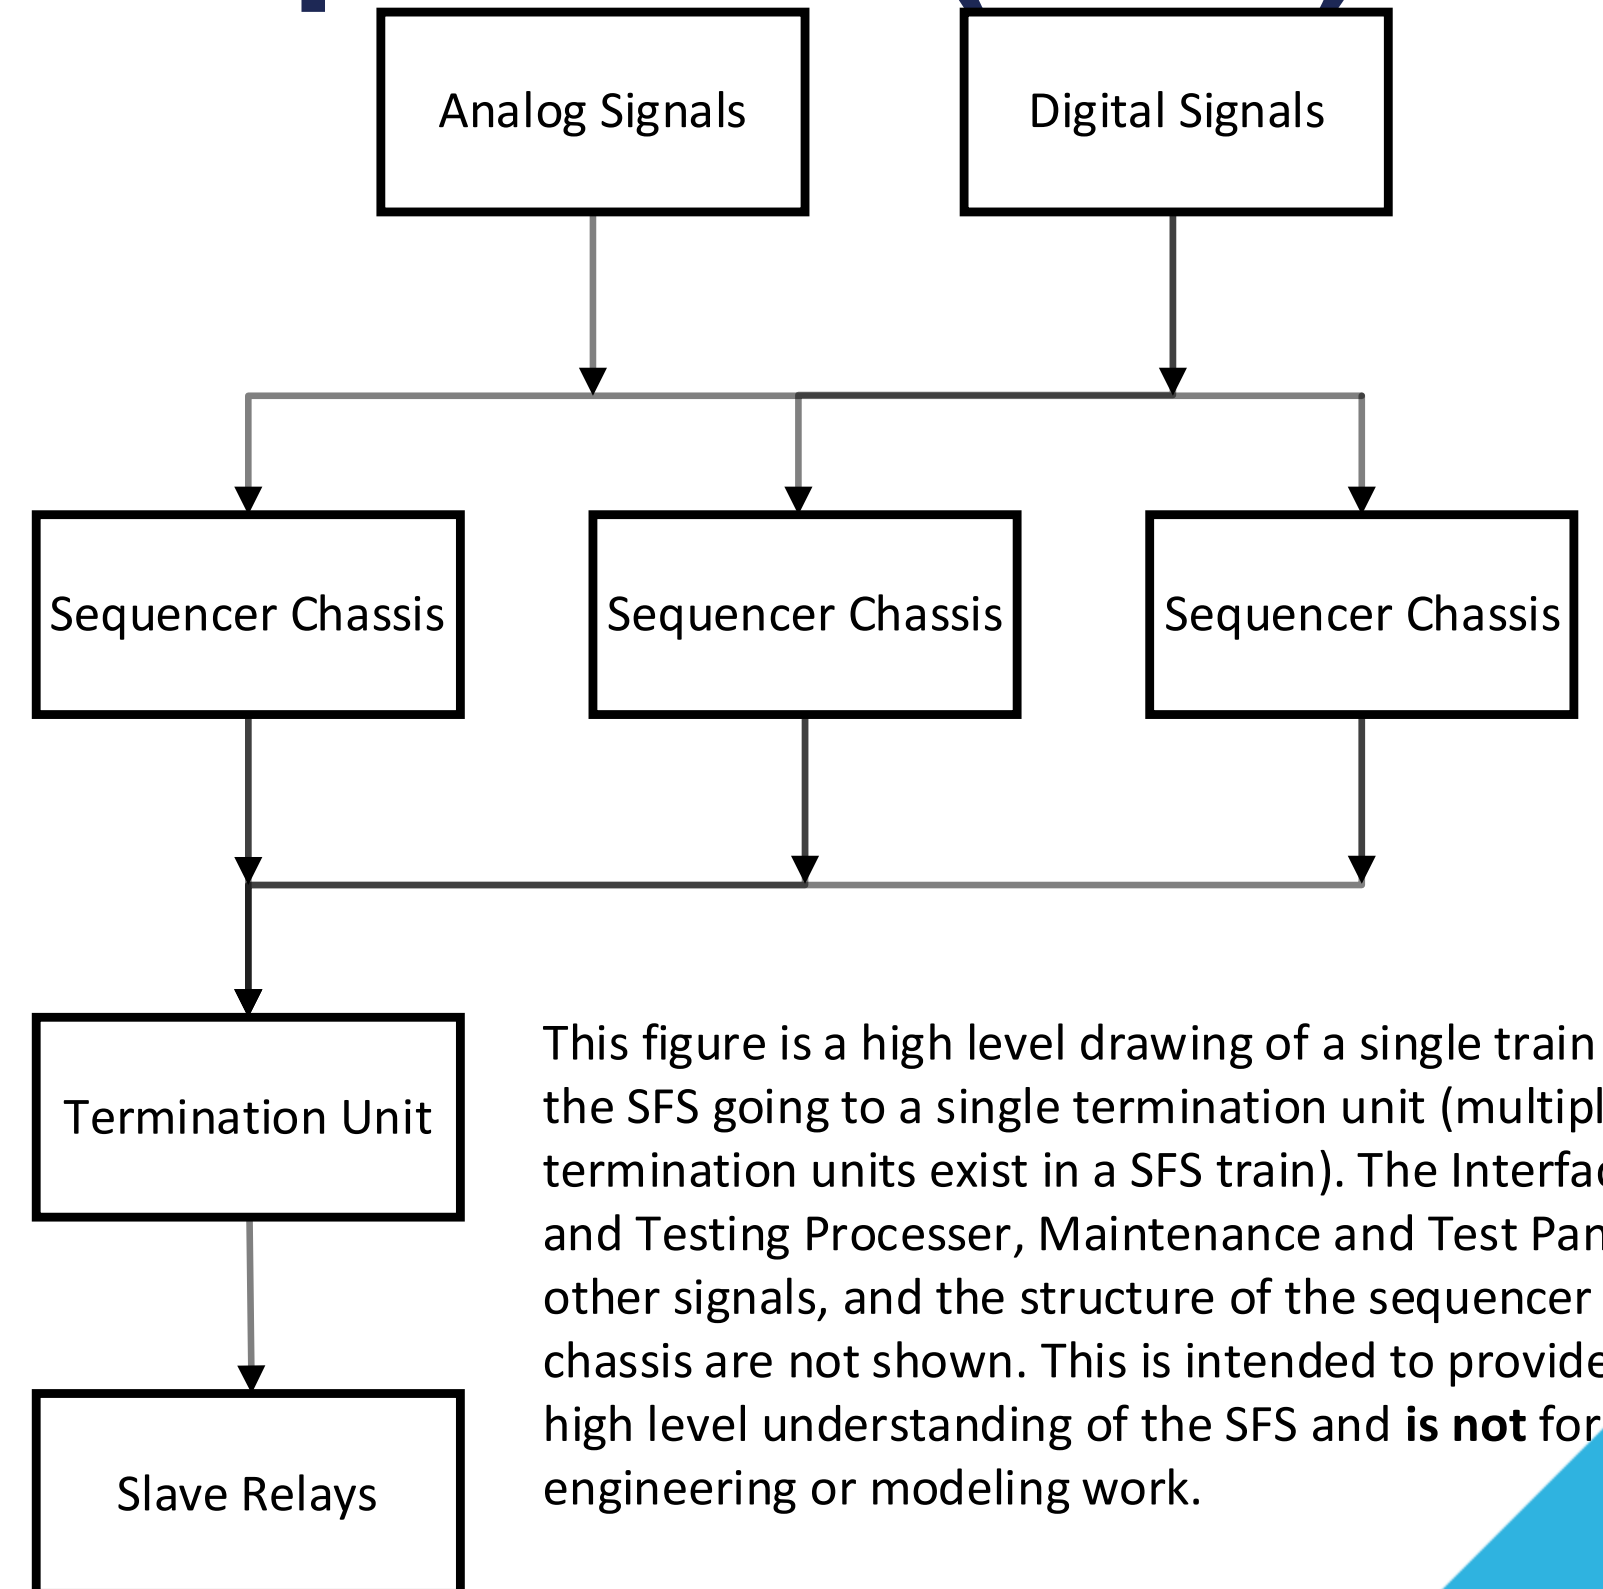 Analog Signals
Digital Signals
Sequencer Chassis
Sequencer Chassis
Sequencer Chassis
Termination Unit
This figure is a high level drawing of a single train
the SFS going to a single termination unit (multipl
termination units exist in a SFS train). The Interfac
and Testing Processer, Maintenance and Test Pan
other signals, and the structure of the sequencer
chassis are not shown. This is intended to provide
high level understanding of the SFS and is not for
engineering or modeling work.
Slave Relays